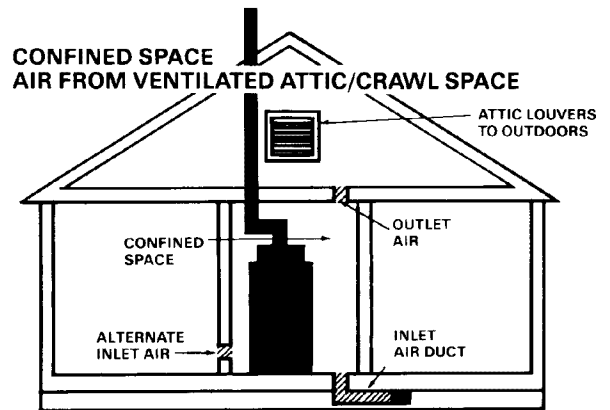 CONFINED SPACE
AIR FROM VENTILATED ATTIC/CRAWL SPACE
ATTIC LOUVERS
TO OUTDOORS
OUTLET
AIR
CONFINED
SPACE
ALTERNATE
INLET AIR
INLET
AIR DUCT